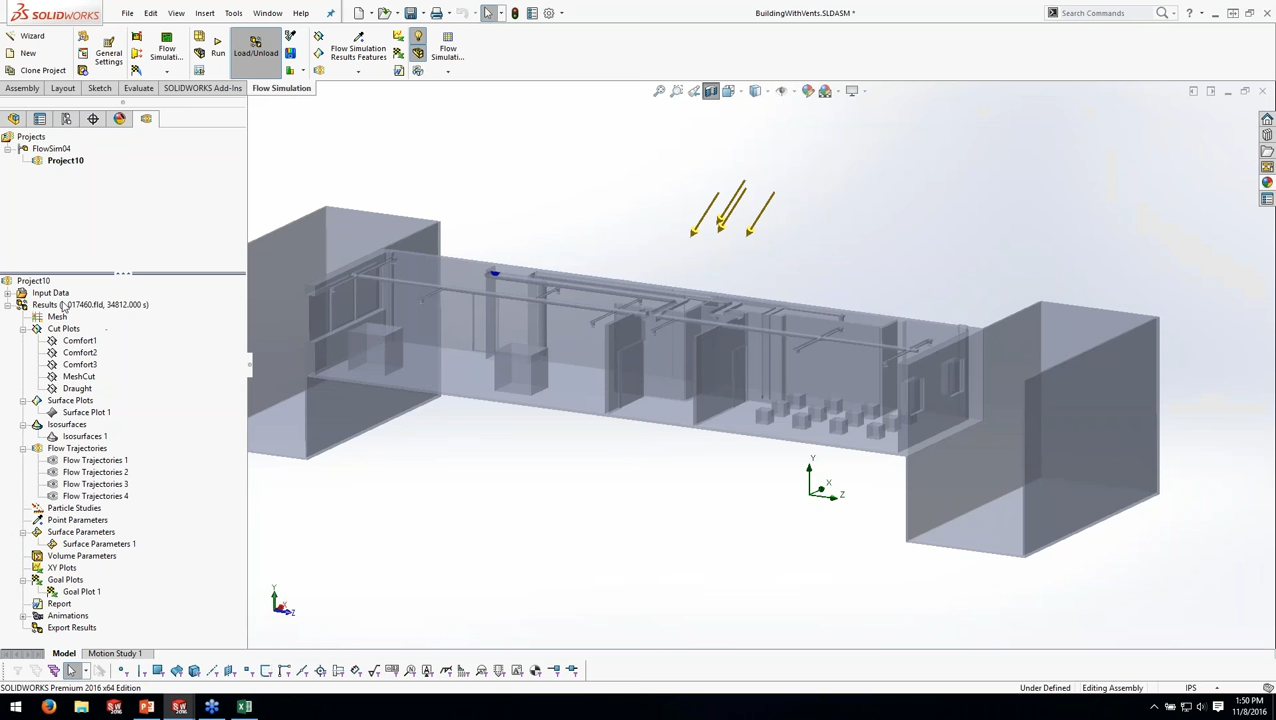 SOLIDWORKS File Edit View Insert Tools Window Help BuildingWithVents.SLDASM * Search Commands
Wizard
New
Clone Project
General Settings
Flow Simulati...
Run
Load/Unload
Flow Simulation Results Features
Flow Simulati...
Assembly Layout Sketch Evaluate SOLIDWORKS Add-Ins Flow Simulation
Projects
FlowSim04
Project10
Project10
Input Data
017460.fld, 34812.000 s)
Mesh
Cut Plots
Comfort1
Comfort2
Comfort3
MeshCut
Draught
Surface Plots
Surface Plot 1
Isosurfaces
Isosurfaces 1
Flow Trajectories
Flow Trajectories 1
Flow Trajectories 2
Flow Trajectories 3
Flow Trajectories 4
Particle Studies
Point Parameters
Surface Parameters
Surface Parameters 1
Volume Parameters
XY Plots
Goal Plots
Goal Plot 1
Report
Animations
Export Results
Y
X
Z
Y
X
Z
Model Motion Study 1
SOLIDWORKS Premium 2016 x64 Edition Under Defined Editing Assembly IPS
1:50 PM
11/8/2016